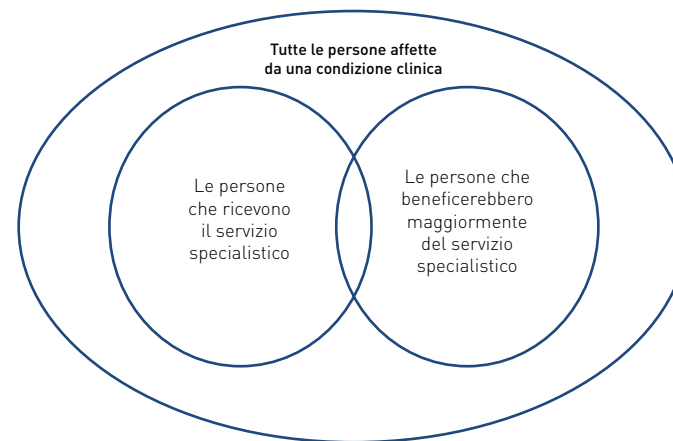 Tutte le persone affette
da una condizione clinica
Le persone
che ricevono
il servizio
specialistico
Le persone che
beneficerebbero
maggiormente
del servizio
specialistico